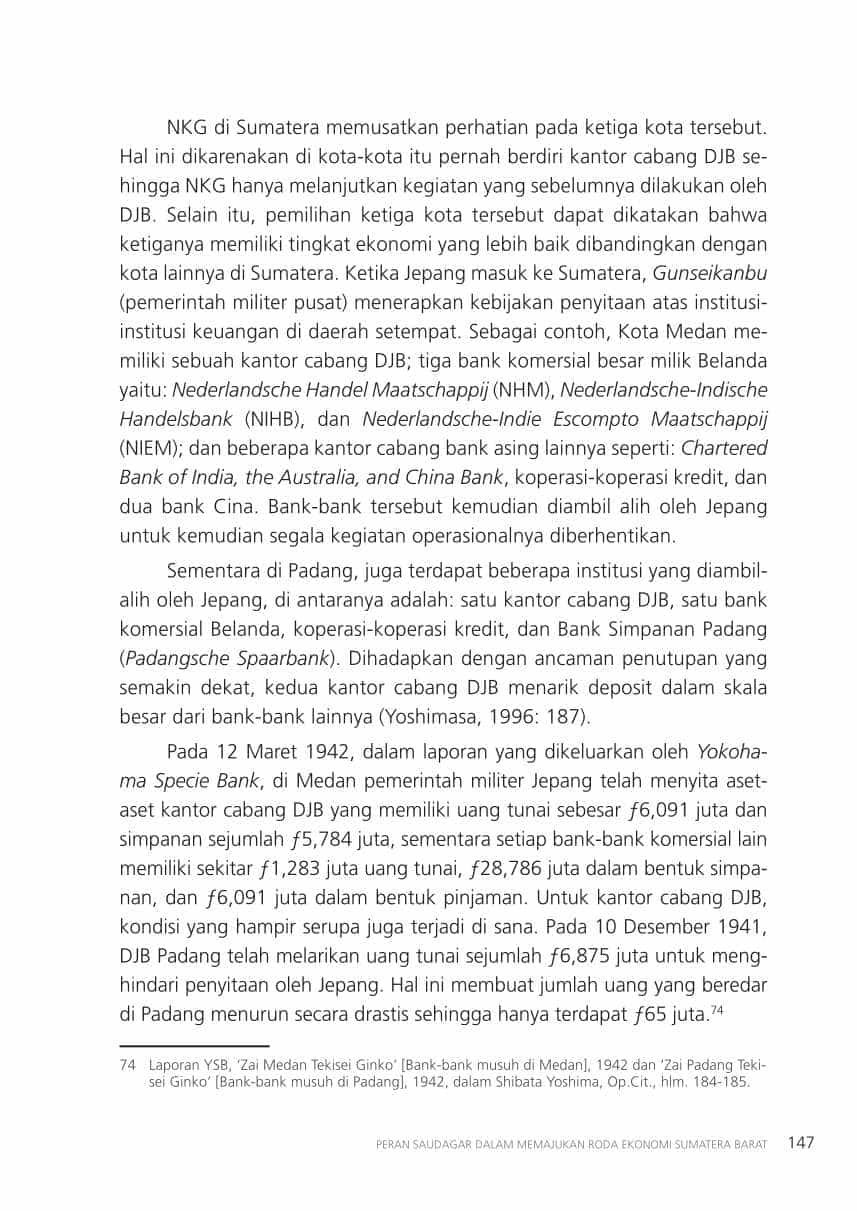 NKG di Sumatera memusatkan perhatian pada ketiga kota tersebut.
Hal ini dikarenakan di kota-kota itu pernah berdiri kantor cabang DJB se-
hingga NKG hanya melanjutkan kegiatan yang sebelumnya dilakukan oleh
DJB. Selain itu, pemilihan ketiga kota tersebut dapat dikatakan bahwa
ketiganya memiliki tingkat ekonomi yang lebih baik dibandingkan dengan
kota lainnya di Sumatera. Ketika Jepang masuk ke Sumatera, Gunseikanbu
(pemerintah militer pusat) menerapkan kebijakan penyitaan atas institusi-
institusi keuangan di daerah setempat. Sebagai contoh, Kota Medan me-
miliki sebuah kantor cabang DJB; tiga bank komersial besar milik Belanda
yaitu: Nederlandsche Handel Maatschappij (NHM), Nederlandsche-Indische
Handelsbank (NIHB), dan Nederlandsche-Indie Escompto Maatschappij
(NIEM); dan beberapa kantor cabang bank asing lainnya seperti: Chartered
Bank of India, the Australia, and China Bank, koperasi-koperasi kredit, dan
dua bank Cina. Bank-bank tersebut kemudian diambil alih oleh Jepang
untuk kemudian segala kegiatan operasionalnya diberhentikan.
Sementara di Padang, juga terdapat beberapa institusi yang diambil-
alih oleh Jepang, di antaranya adalah: satu kantor cabang DJB, satu bank
komersial Belanda, koperasi-koperasi kredit, dan Bank Simpanan Padang
(Padangsche Spaarbank). Dihadapkan dengan ancaman penutupan yang
semakin dekat, kedua kantor cabang DJB menarik deposit dalam skala
besar dari bank-bank lainnya (Yoshimasa, 1996: 187).
Pada 12 Maret 1942, dalam laporan yang dikeluarkan oleh Yokoha-
ma Specie Bank, di Medan pemerintah militer Jepang telah menyita aset-
aset kantor cabang DJB yang memiliki uang tunai sebesar ƒ6,091 juta dan
simpanan sejumlah ƒ5,784 juta, sementara setiap bank-bank komersial lain
memiliki sekitar ƒ1,283 juta uang tunai, ƒ28,786 juta dalam bentuk simpa-
nan, dan ƒ6,091 juta dalam bentuk pinjaman. Untuk kantor cabang DJB,
kondisi yang hampir serupa juga terjadi di sana. Pada 10 Desember 1941,
DJB Padang telah melarikan uang tunai sejumlah ƒ6,875 juta untuk meng-
hindari penyitaan oleh Jepang. Hal ini membuat jumlah uang yang beredar
di Padang menurun secara drastis sehingga hanya terdapat ƒ65 juta.74
74 Laporan YSB, ‘Zai Medan Tekisei Ginko’ [Bank-bank musuh di Medan], 1942 dan ‘Zai Padang Teki-
sei Ginko’ [Bank-bank musuh di Padang], 1942, dalam Shibata Yoshima, Op.Cit., hlm. 184-185.
PERAN SAUDAGAR DALAM MEMAJUKAN RODA EKONOMI SUMATERA BARAT 147